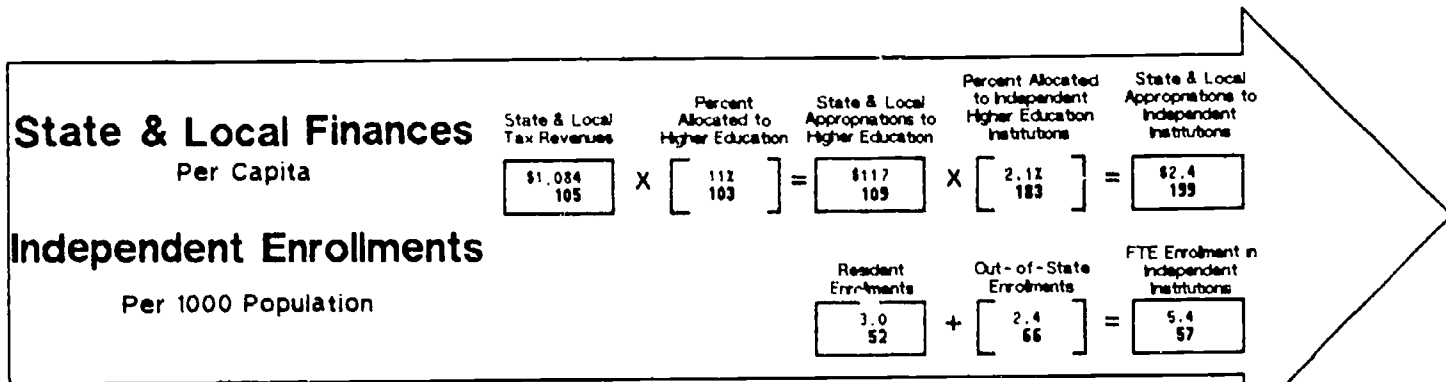 State & Local Finances
Per Capita
State & Local
Tax Revenues
$1,084
105
X
Percent
Allocated to
Higher Education
11%
103
=
State & Local
Appropriations to
Higher Education
$117
109
X
Percent Allocated
to Independent
Higher Education
Institutions
2.1%
183
=
State & Local
Appropriations to
Independent
Institutions
$2.4
199
Independent Enrollments
Per 1000 Population
Resident
Enrollments
3.0
52
+
Out-of-State
Enrollments
2.4
66
=
FTE Enrolment in
Independent
Institutions
5.4
57